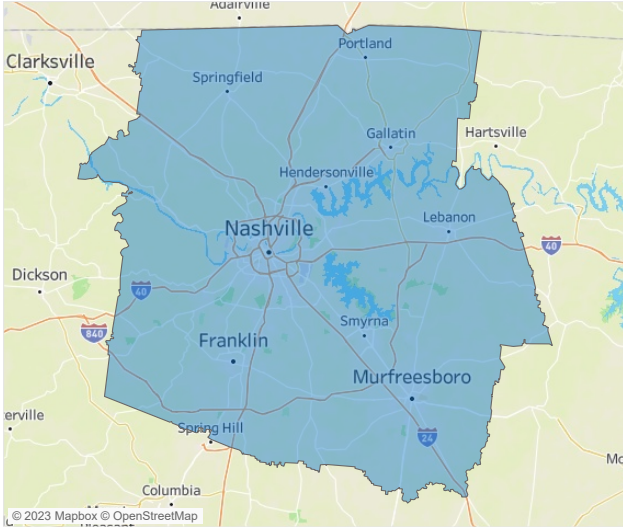 Adairville
Clarksville
Portland
Springfield
Gallatin
Hartsville
Hendersonville
Nashville
Lebanon
40
Dickson
40
840
Smyrna
Franklin
Murfreesboro
erville
Spring Hill
24
Columbia
© 2023 Mapbox © OpenStreetMap